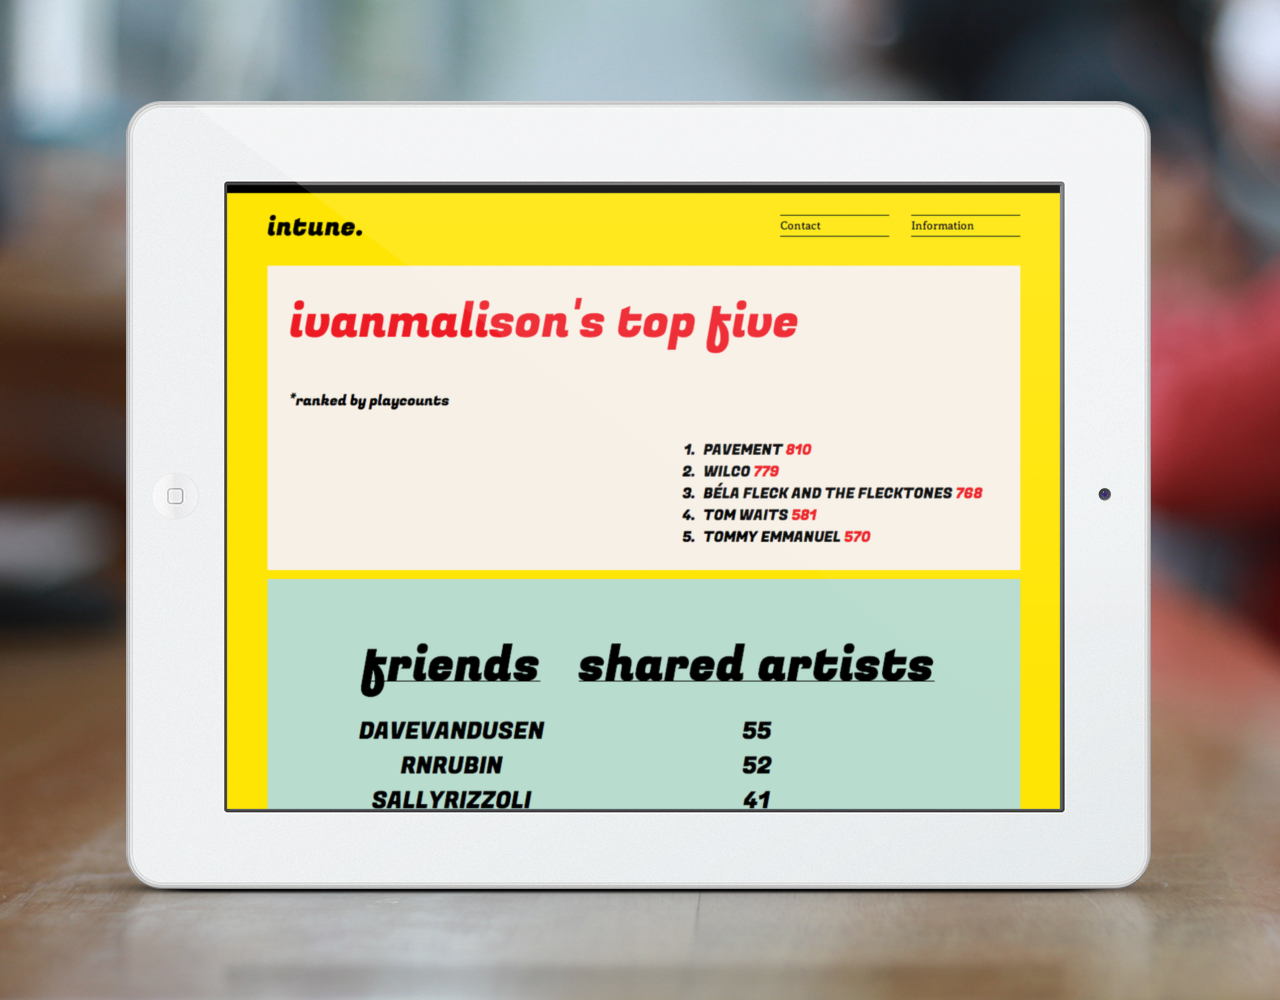 intune.
Contact
Information
ivanmalison's top five
*ranked by playcounts
1. PAVEMENT 810
2. WILCO 779
3. BÉLA FLECK AND THE FLECKTONES 768
4. TOM WAITS 581
5. TOMMY EMMANUEL 570
friends shared artists
DAVEVANDUSEN 55
RNRUBIN 52
SALLYRIZZOLI 41